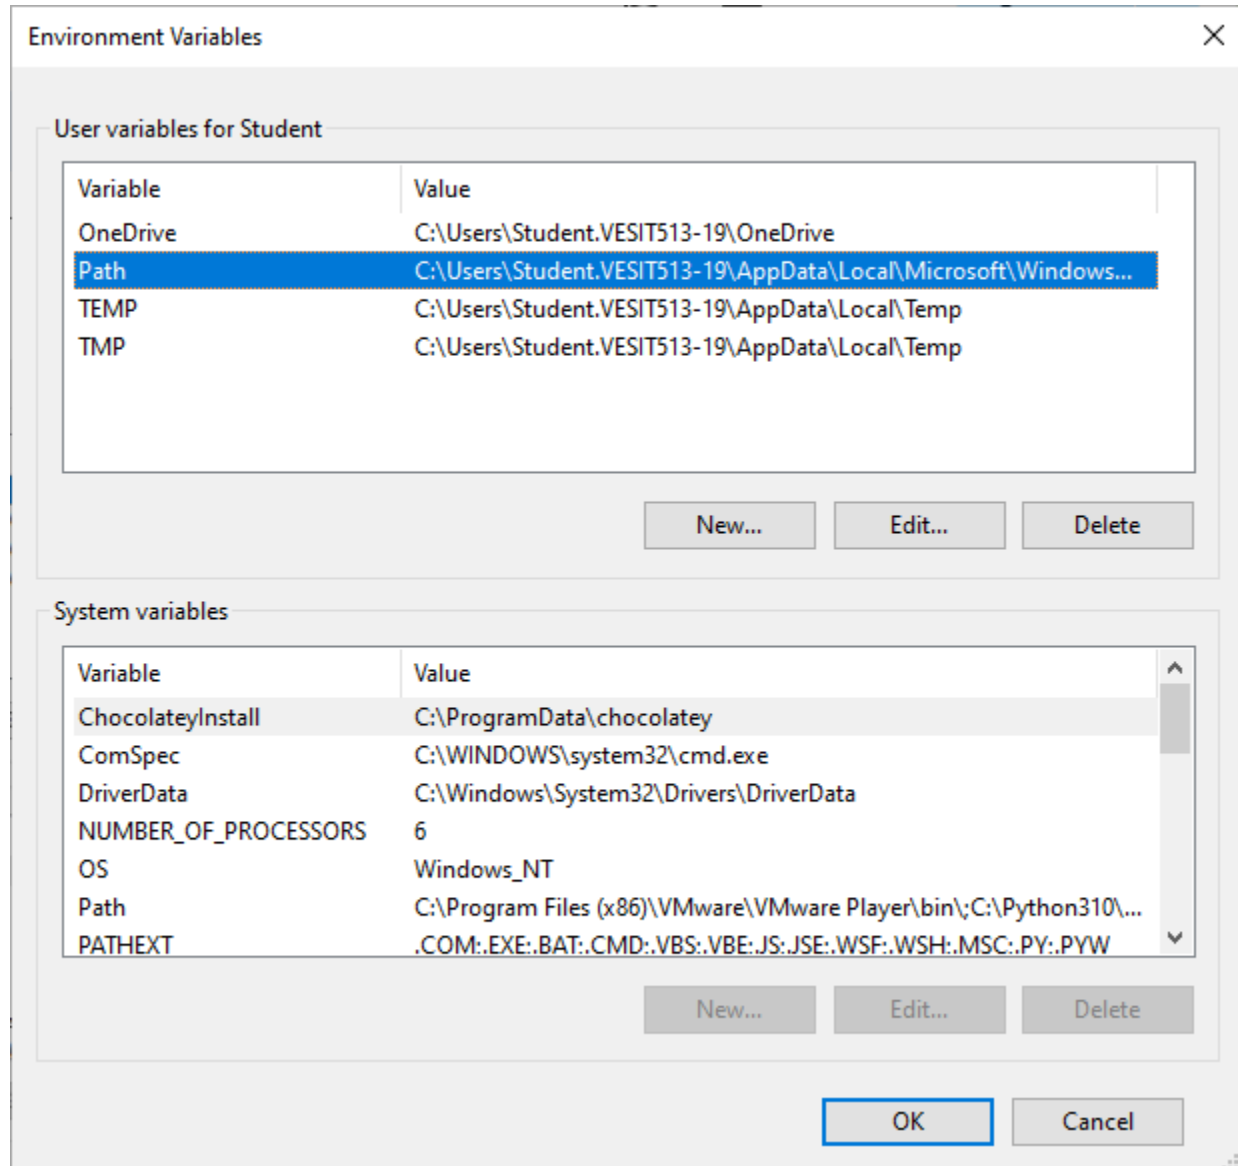 Environment Variables
User variables for Student
Variable Value
OneDrive C:\Users\Student.VESIT513-19\OneDrive
Path C:\Users\Student.VESIT513-19\AppData\Local\Microsoft\Windows...
TEMP C:\Users\Student.VESIT513-19\AppData\Local\Temp
TMP C:\Users\Student.VESIT513-19\AppData\Local\Temp
New... Edit... Delete
System variables
Variable Value
ChocolateyInstall C:\ProgramData\chocolatey
ComSpec C:\WINDOWS\system32\cmd.exe
DriverData C:\Windows\System32\Drivers\DriverData
NUMBER_OF_PROCESSORS 6
OS Windows_NT
Path C:\Program Files (x86)\VMware\VMware Player\bin\;C:\Python310\...
PATHEXT .COM;.EXE;.BAT;.CMD;.VBS;.VBE;.JS;.JSE;.WSF;.WSH;.MSC;.PY;.PYW
New... Edit... Delete
OK Cancel